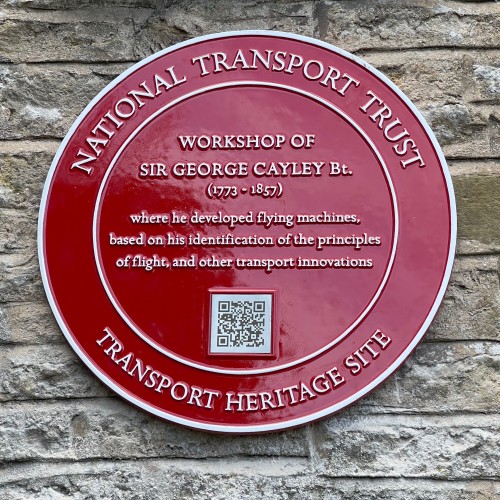 NATIONAL TRANSPORT TRUST
WORKSHOP OF
SIR GEORGE CAYLEY Bt.
(1773 - 1857)
where he developed flying machines,
based on his identification of the principles
of flight, and other transport innovations
TRANSPORT HERITAGE SITE